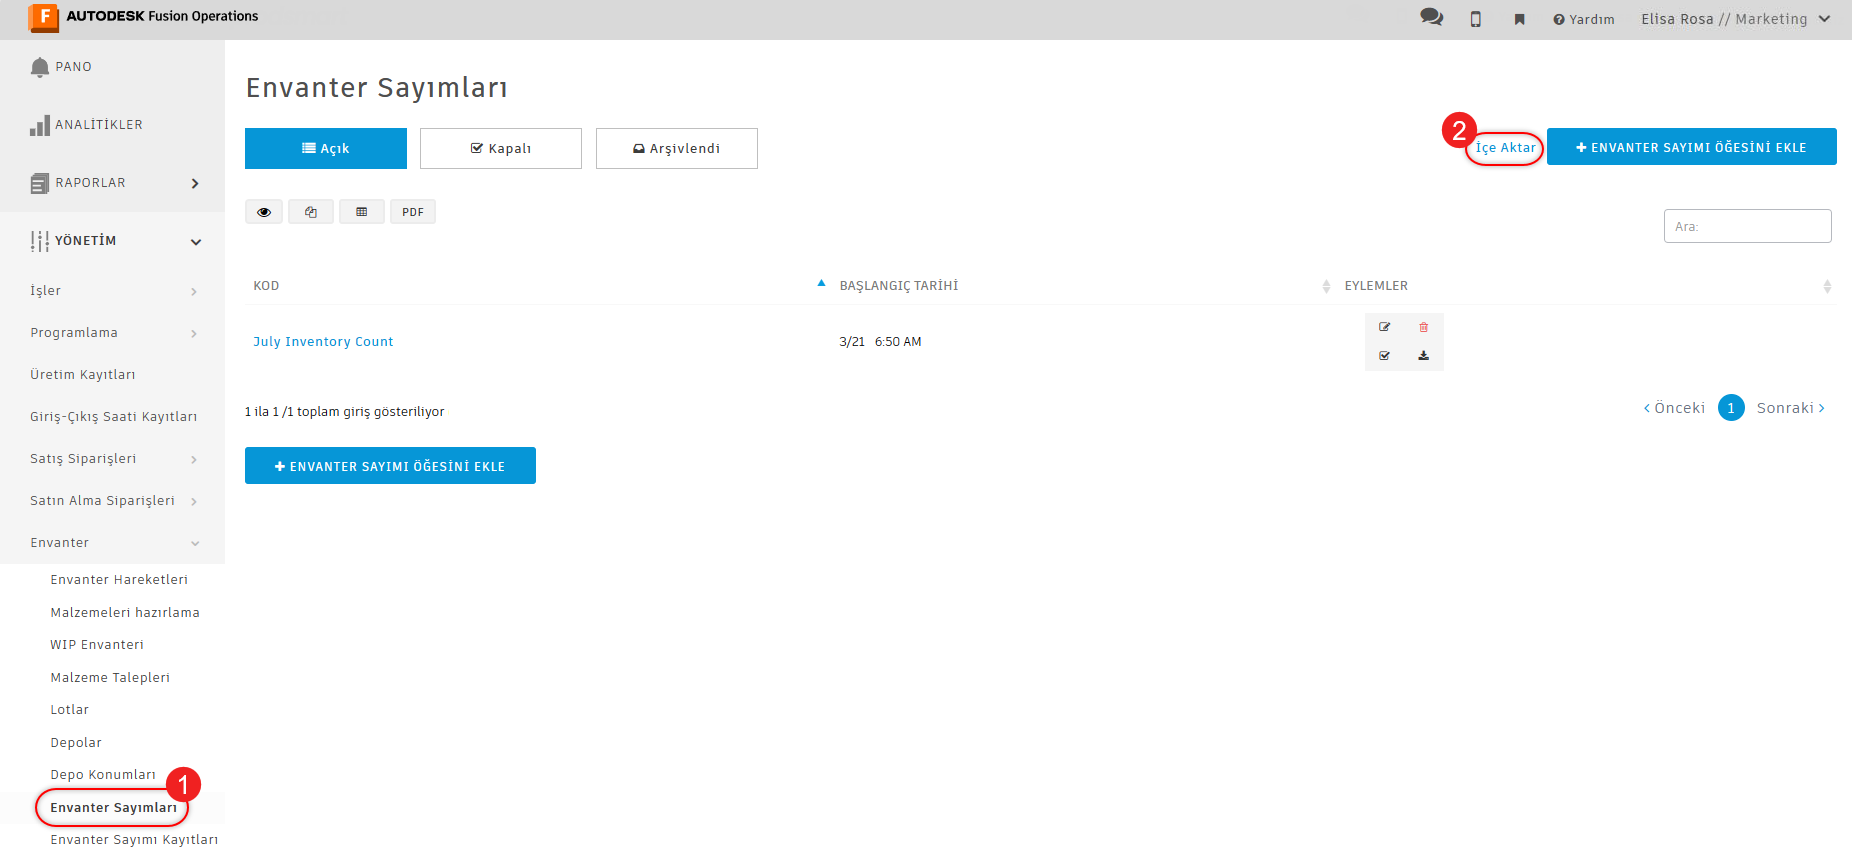 AUTODESK Fusion Operations
Yardım
Elisa Rosa // Marketing
PANO
ANALİTİKLER
RAPORLAR
YÖNETİM
İşler
Programlama
Üretim Kayıtları
Giriş-Çıkış Saati Kayıtları
Satış Siparişleri
Satın Alma Siparişleri
Envanter
Envanter Hareketleri
Malzemeleri hazırlama
WIP Envanteri
Malzeme Talepleri
Lotlar
Depolar
Depo Konumları
1
Envanter Sayımları
Envanter Sayımı Kayıtları
Envanter Sayımları
Açık
Kapalı
Arşivlendi
2
İçe Aktar
+ ENVANTER SAYIMI ÖĞESİNİ EKLE
PDF
Ara:
KOD
BAŞLANGIÇ TARİHİ
EYLEMLER
July Inventory Count
3/21 6:50 AM
1 ila 1 /1 toplam giriş gösteriliyor
< Önceki 1 Sonraki >
+ ENVANTER SAYIMI ÖĞESİNİ EKLE